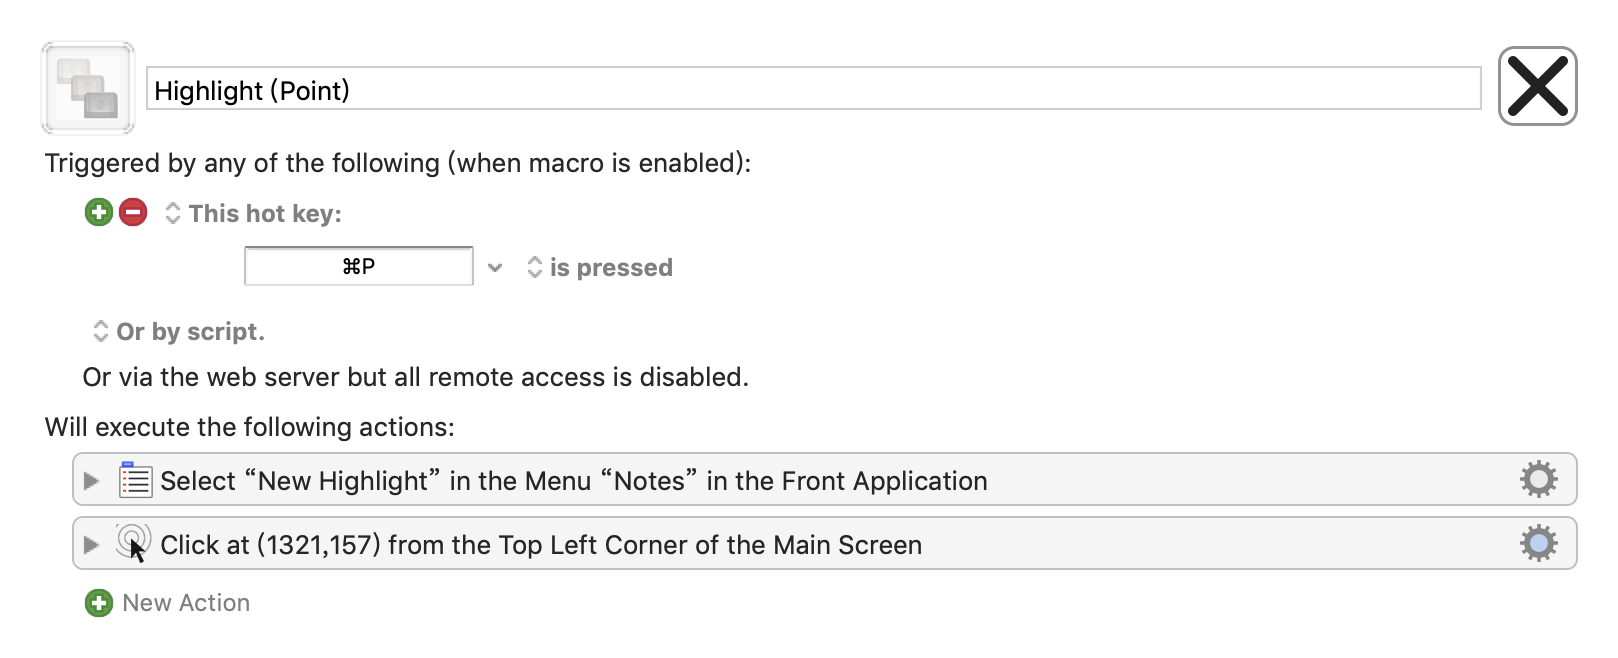 Highlight (Point)
Triggered by any of the following (when macro is enabled):
This hot key:
⌘P
is pressed
Or by script.
Or via the web server but all remote access is disabled.
Will execute the following actions:
Select “New Highlight” in the Menu “Notes” in the Front Application
Click at (1321,157) from the Top Left Corner of the Main Screen
New Action